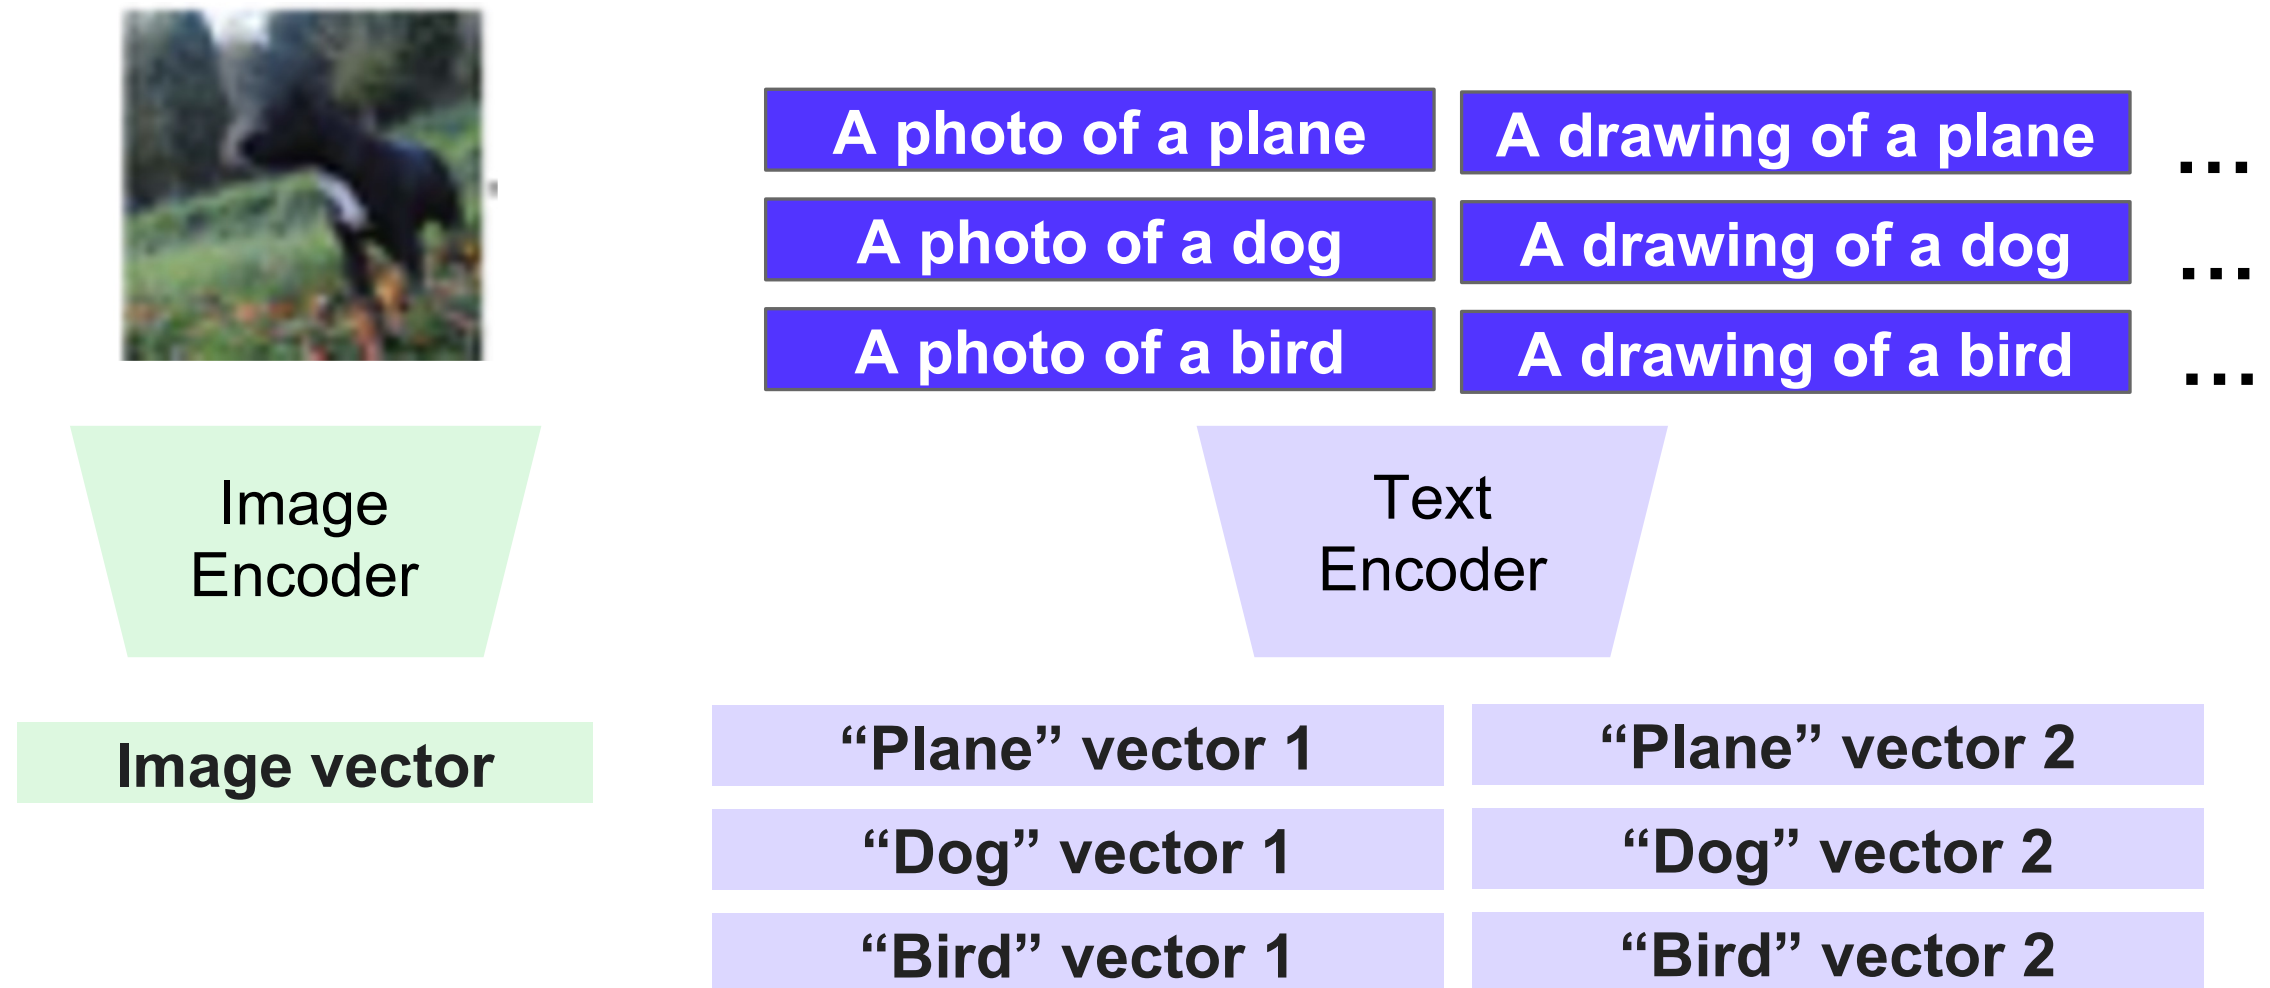 A photo of a plane
A drawing of a plane
...
A photo of a dog
A drawing of a dog
...
A photo of a bird
A drawing of a bird
...
Image
Encoder
Text
Encoder
Image vector
“Plane” vector 1
“Plane” vector 2
“Dog” vector 1
“Dog” vector 2
“Bird” vector 1
“Bird” vector 2